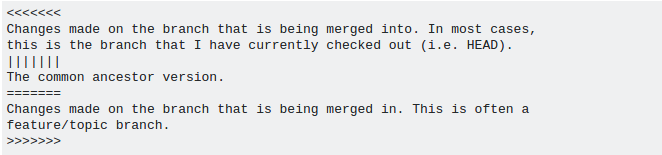 <<<<<<<
Changes made on the branch that is being merged into. In most cases,
this is the branch that I have currently checked out (i.e. HEAD).
|||||||
The common ancestor version.
=======
Changes made on the branch that is being merged in. This is often a
feature/topic branch.
>>>>>>>